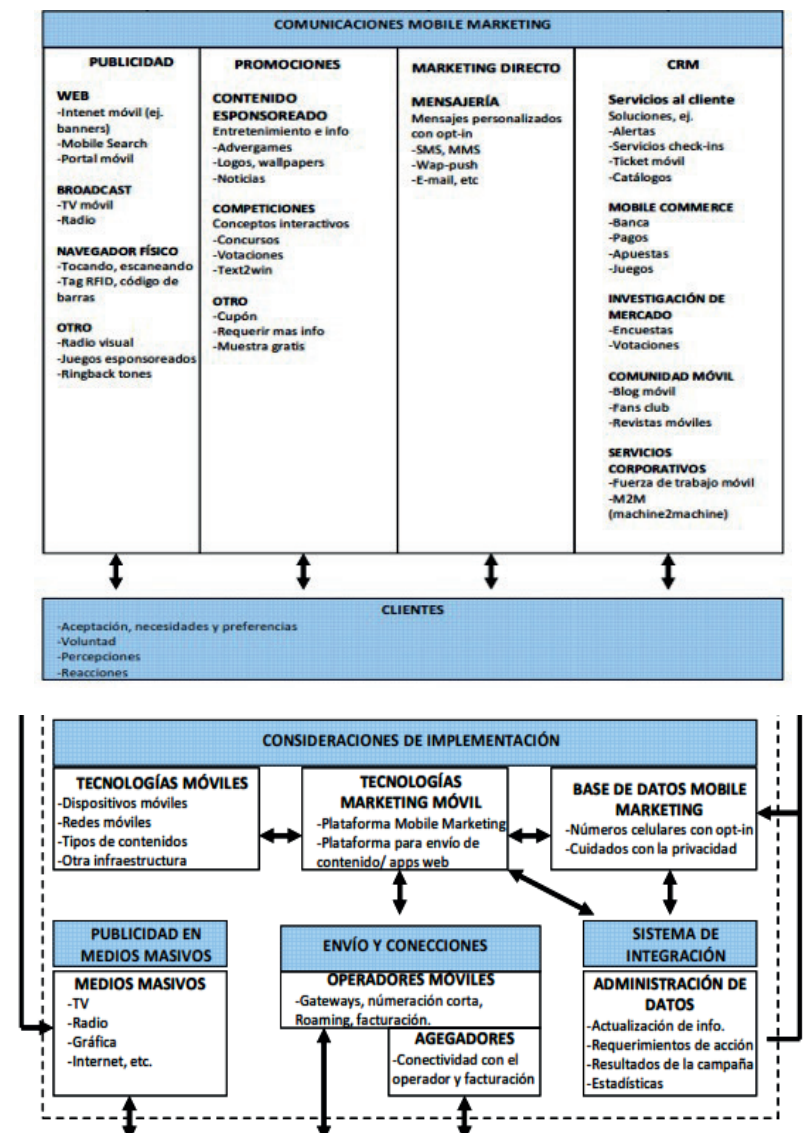 COMUNICACIONES MOBILE MARKETING
PUBLICIDAD
WEB
-Intenet móvil (ej.
banners)
-Mobile Search
-Portal móvil
BROADCAST
-TV móvil
-Radio
NAVEGADOR FÍSICO
-Tocando, escaneando
-Tag RFID, código de
barras
OTRO
-Radio visual
-Juegos esponsoreados
-Ringback tones
PROMOCIONES
CONTENIDO
ESPONSOREADO
Entretenimiento e info
-Advergames
-Logos, wallpapers
-Noticias
COMPETICIONES
Conceptos interactivos
-Concursos
-Votaciones
-Text2win
OTRO
-Cupón
-Requerir mas info
-Muestra gratis
MARKETING DIRECTO
MENSAJERÍA
Mensajes personalizados
con opt-in
-SMS, MMS
-Wap-push
-E-mail, etc
CRM
Servicios al cliente
Soluciones, ej.
-Alertas
-Servicios check-ins
-Ticket móvil
-Catálogos
MOBILE COMMERCE
-Banca
-Pagos
-Apuestas
-Juegos
INVESTIGACIÓN DE
MERCADO
-Encuestas
-Votaciones
COMUNIDAD MÓVIL
-Blog móvil
-Fans club
-Revistas móviles
SERVICIOS
CORPORATIVOS
-Fuerza de trabajo móvil
-M2M
(machine2machine)
CLIENTES
-Aceptación, necesidades y preferencias
-Voluntad
-Percepciones
-Reacciones
CONSIDERACIONES DE IMPLEMENTACIÓN
TECNOLOGÍAS MÓVILES
-Dispositivos móviles
-Redes móviles
-Tipos de contenidos
-Otra infraestructura
TECNOLOGÍAS
MARKETING MÓVIL
-Plataforma Mobile Marketing
-Plataforma para envío de
contenido/ apps web
BASE DE DATOS MOBILE
MARKETING
-Números celulares con opt-in
-Cuidados con la privacidad
PUBLICIDAD EN
MEDIOS MASIVOS
MEDIOS MASIVOS
-TV
-Radio
-Gráfica
-Internet, etc.
ENVÍO Y CONECCIONES
OPERADORES MÓVILES
-Gateways, númeración corta,
Roaming, facturación.
AGEGADORES
-Conectividad con el
operador y facturación
SISTEMA DE
INTEGRACIÓN
ADMINISTRACIÓN DE
DATOS
-Actualización de info.
-Requerimientos de acción
-Resultados de la campaña
-Estadísticas